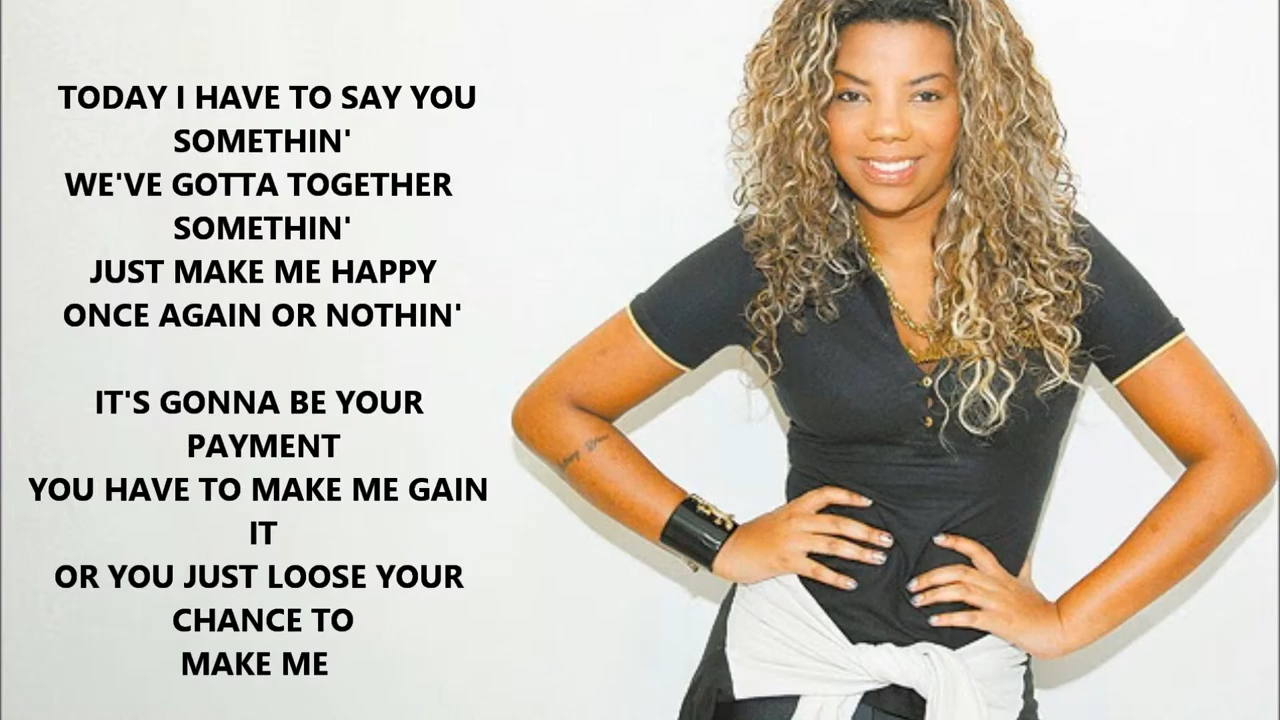 TODAY I HAVE TO SAY YOU
SOMETHIN'
WE'VE GOTTA TOGETHER
SOMETHIN'
JUST MAKE ME HAPPY
ONCE AGAIN OR NOTHIN'
IT'S GONNA BE YOUR
PAYMENT
YOU HAVE TO MAKE ME GAIN
IT
OR YOU JUST LOOSE YOUR
CHANCE TO
MAKE ME